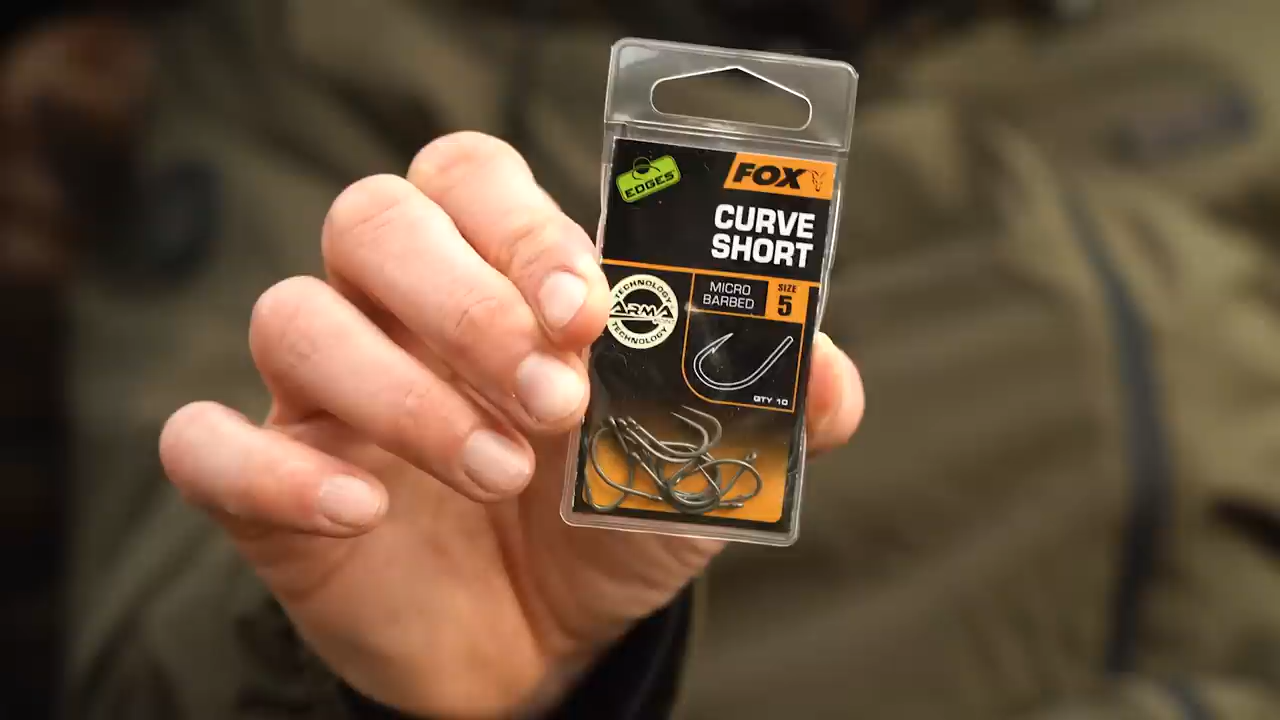 EDGES
FOX
CURVE
SHORT
TECHNOLOGY
ARMA
TECHNOLOGY
MICRO
BARBED
SIZE
5
QTY 10